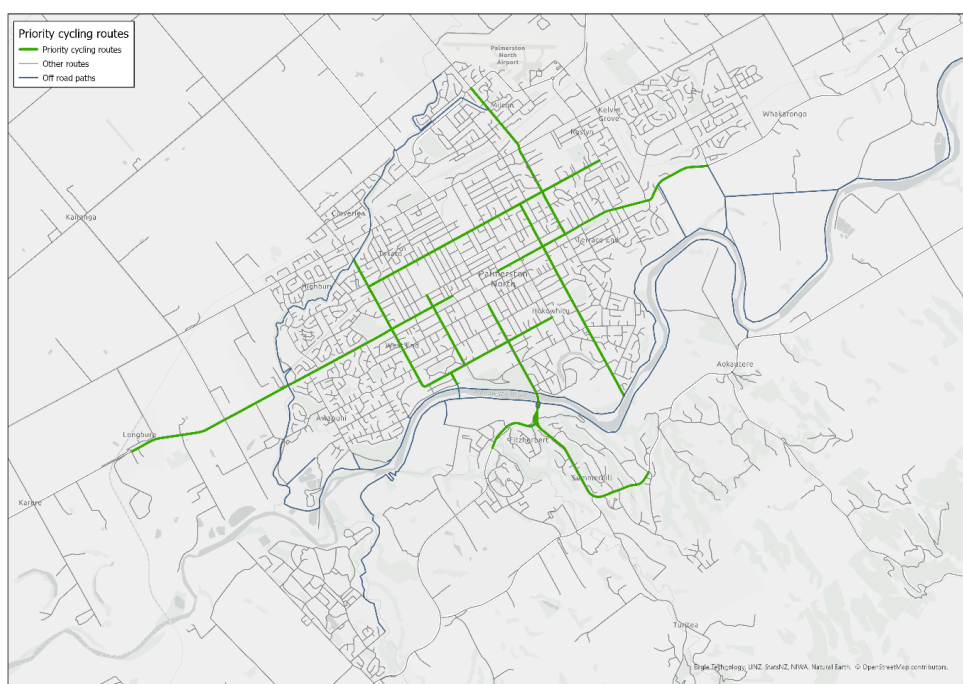 Priority cycling routes
Priority cycling routes
Other routes
Off road paths
Palmerston
North
Airport
Milson
Kelvin
Grove
Whakarongo
Roslyn
Kairanga
Cloverlea
Takaro
Terrace End
Palmerston
North
Highbury
Hokowhitu
West End
Aokautere
Awapuni
Longburn
Fitzherbert
Summerhill
Karere
Turitea
Eagle Technology, LINZ, StatsNZ, NIWA, Natural Earth, © OpenStreetMap contributors.